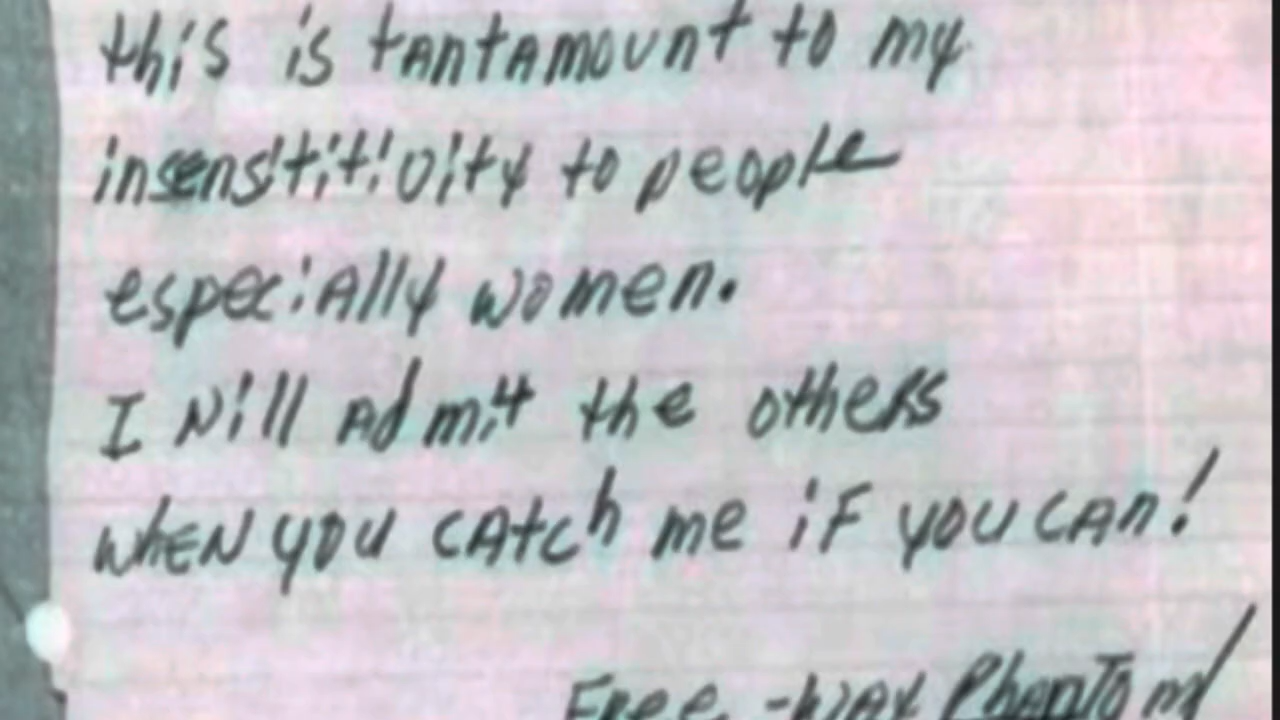 this is tantamount to my
insenstitivity to people
especially women.
I will admit the others
when you catch me if you can!
Free-way Phantom